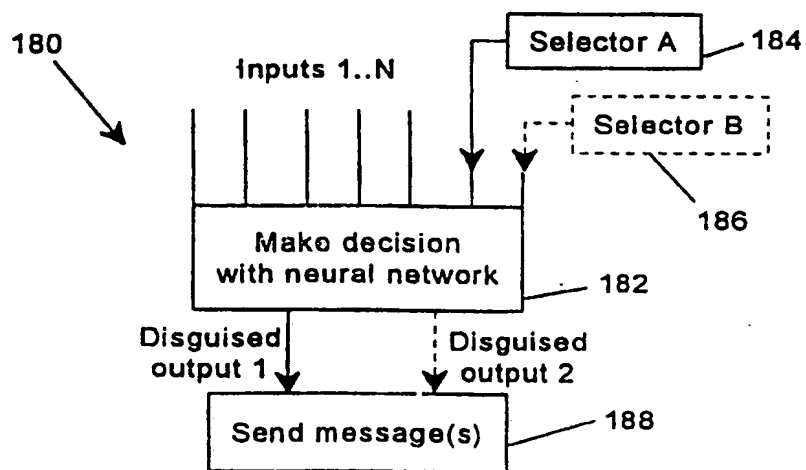 180
Inputs 1..N
Selector A
184
Selector B
186
Mako decision
with neural network
182
Disguised
output 1
Disguised
output 2
Send message(s)
188